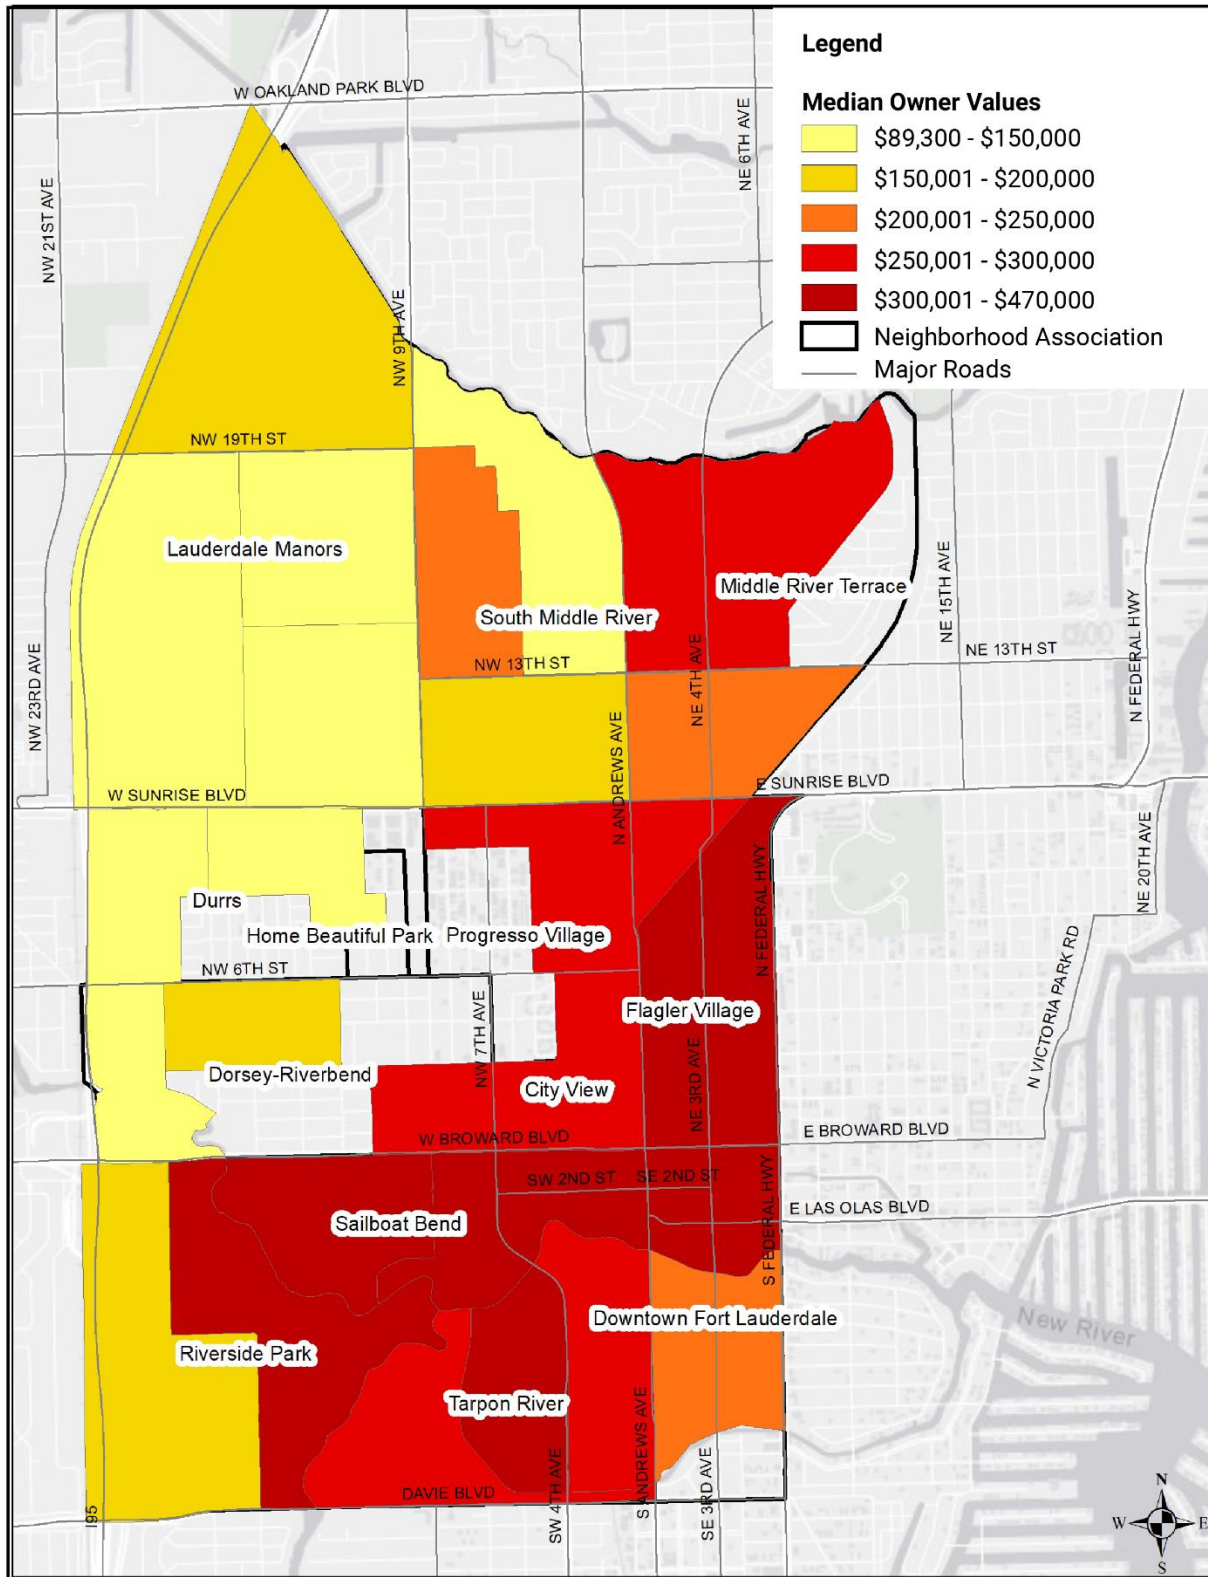 Legend
Median Owner Values
$89,300 - $150,000
$150,001 - $200,000
$200,001 - $250,000
$250,001 - $300,000
$300,001 - $470,000
Neighborhood Association
Major Roads
W OAKLAND PARK BLVD
NE 6TH AVE
NW 21ST AVE
NW 9TH AVE
NW 19TH ST
Lauderdale Manors
Middle River Terrace
South Middle River
NE 15TH AVE
NW 13TH ST
NE 13TH ST
NE 4TH AVE
N FEDERAL HWY
NW 23RD AVE
N ANDREWS AVE
W SUNRISE BLVD
E SUNRISE BLVD
NE 20TH AVE
Durrs
Home Beautiful Park
Progresso Village
N FEDERAL HWY
NW 6TH ST
N VICTORIA PARK RD
Flagler Village
NW 7TH AVE
NE 3RD AVE
Dorsey-Riverbend
City View
W BROWARD BLVD
E BROWARD BLVD
SW 2ND ST
SE 2ND ST
E LAS OLAS BLVD
Sailboat Bend
S FEDERAL HWY
Downtown Fort Lauderdale
New River
Riverside Park
Tarpon River
S ANDREWS AVE
SW 4TH AVE
SE 3RD AVE
DAVIE BLVD
I95
N
W
E
S